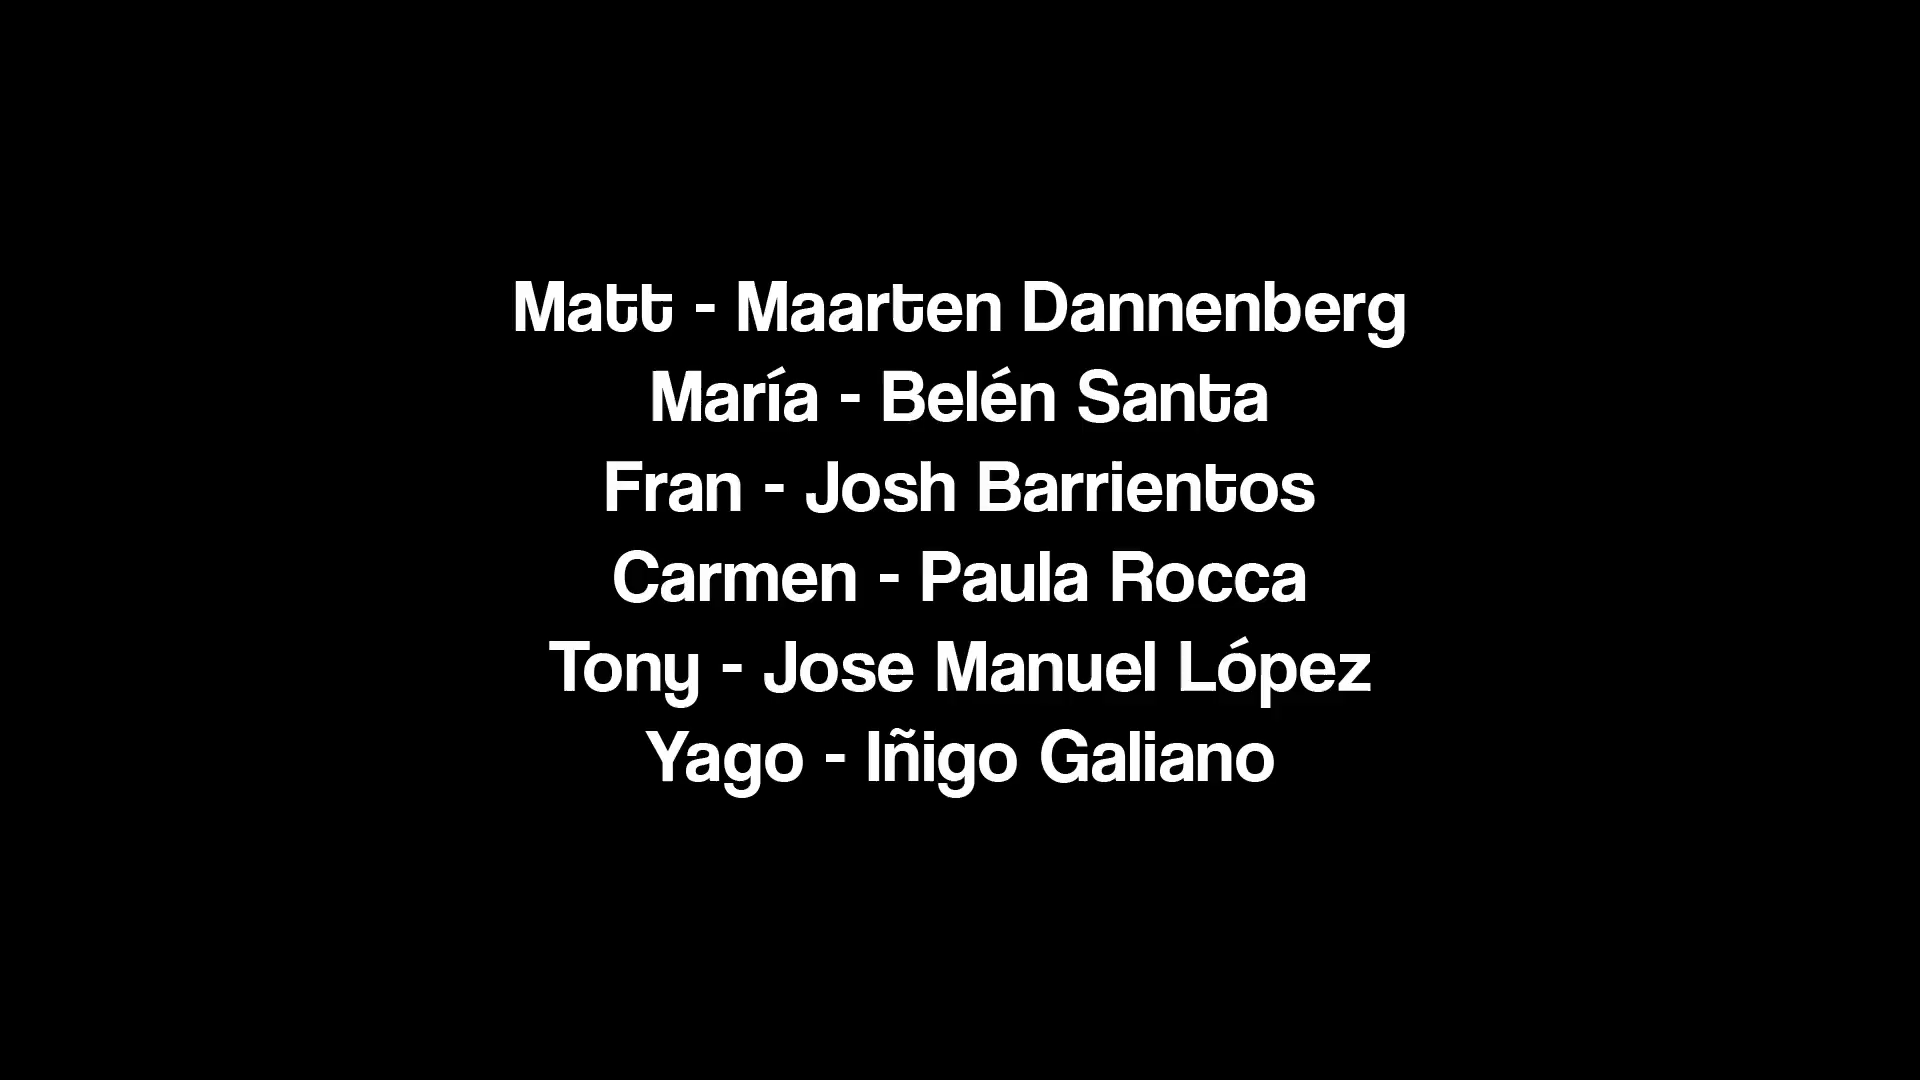 Matt - Maarten Dannenberg
María - Belén Santa
Fran - Josh Barrientos
Carmen - Paula Rocca
Tony - Jose Manuel López
Yago - Iñigo Galiano